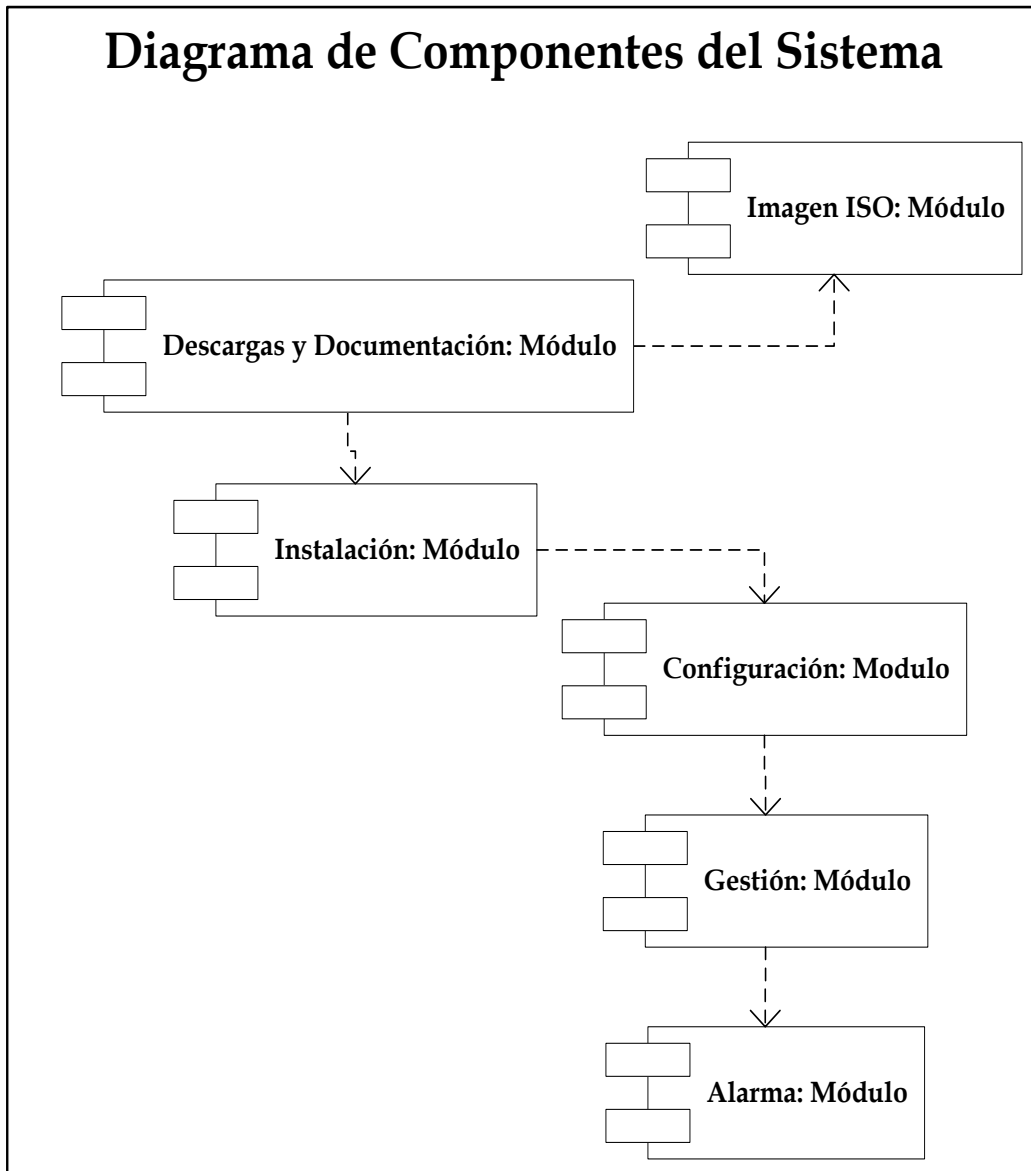 Diagrama de Componentes del Sistema
Imagen ISO: Módulo
Descargas y Documentación: Módulo
Instalación: Módulo
Configuración: Modulo
Gestión: Módulo
Alarma: Módulo